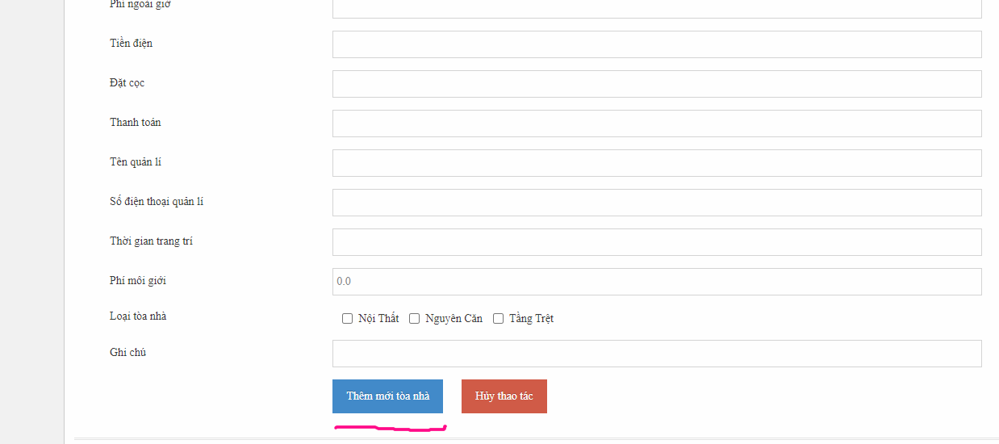 Phí ngoài giờ
Tiền điện
Đặt cọc
Thanh toán
Tên quản lí
Số điện thoại quản lí
Thời gian trang trí
Phí môi giới 0.0
Loại tòa nhà Nội Thất Nguyên Căn Tầng Trệt
Ghi chú
Thêm mới tòa nhà Hủy thao tác